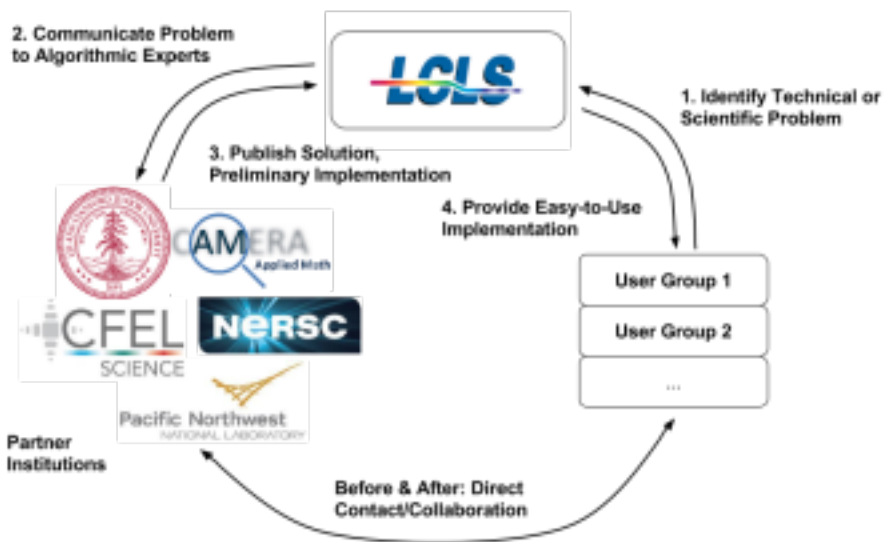 2. Communicate Problem
to Algorithmic Experts
LCLS
1. Identify Technical or
Scientific Problem
3. Publish Solution,
Preliminary Implementation
4. Provide Easy-to-Use
Implementation
CAMERA
Applied Math
User Group 1
CFEL
SCIENCE
NERSC
User Group 2
...
Pacific Northwest
NATIONAL LABORATORY
Partner
Institutions
Before & After: Direct
Contact/Collaboration